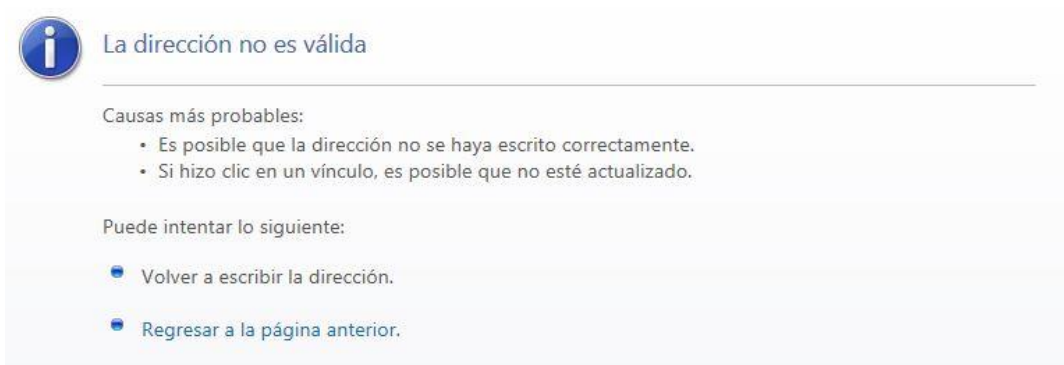 La dirección no es válida
Causas más probables:
• Es posible que la dirección no se haya escrito correctamente.
• Si hizo clic en un vínculo, es posible que no esté actualizado.
Puede intentar lo siguiente:
Volver a escribir la dirección.
Regresar a la página anterior.